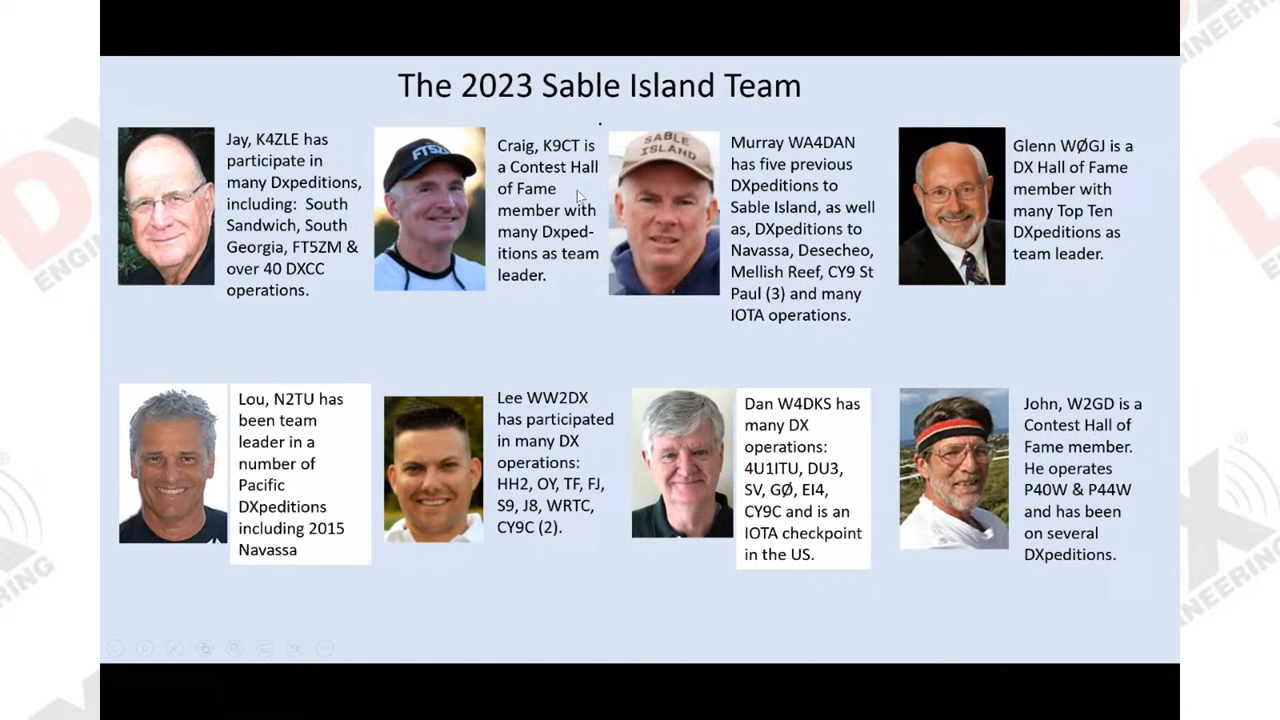 The 2023 Sable Island Team
Jay, K4ZLE has
participate in
many Dxpeditions,
including: South
Sandwich, South
Georgia, FT5ZM &
over 40 DXCC
operations.
FT5ZM
Craig, K9CT is
a Contest Hall
of Fame
member with
many Dxped-
itions as team
leader.
SABLE
ISLAND
Murray WA4DAN
has five previous
DXpeditions to
Sable Island, as well
as, DXpeditions to
Navassa, Desecheo,
Mellish Reef, CY9 St
Paul (3) and many
IOTA operations.
Glenn WØGJ is a
DX Hall of Fame
member with
many Top Ten
DXpeditions as
team leader.
Lou, N2TU has
been team
leader in a
number of
Pacific
DXpeditions
including 2015
Navassa
Lee WW2DX
has participated
in many DX
operations:
HH2, OY, TF, FJ,
S9, J8, WRTC,
CY9C (2).
Dan W4DKS has
many DX
operations:
4U1ITU, DU3,
SV, GØ, EI4,
CY9C and is an
IOTA checkpoint
in the US.
John, W2GD is a
Contest Hall of
Fame member.
He operates
P40W & P44W
and has been
on several
DXpeditions.